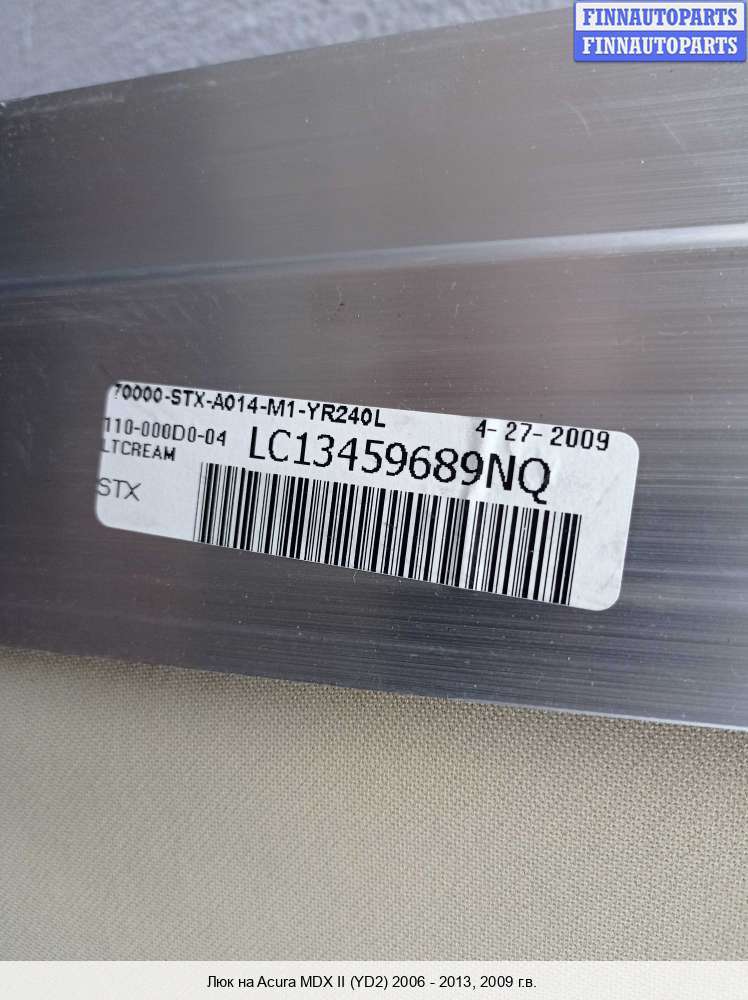 FINNAUTOPARTS
FINNAUTOPARTS
70000-STX-A014-M1-YR240L
4-27-2009
110-000D0-04
LC13459689NQ
LTCREAM
STX
Люк на Acura MDX II (YD2) 2006 - 2013, 2009 г.в.